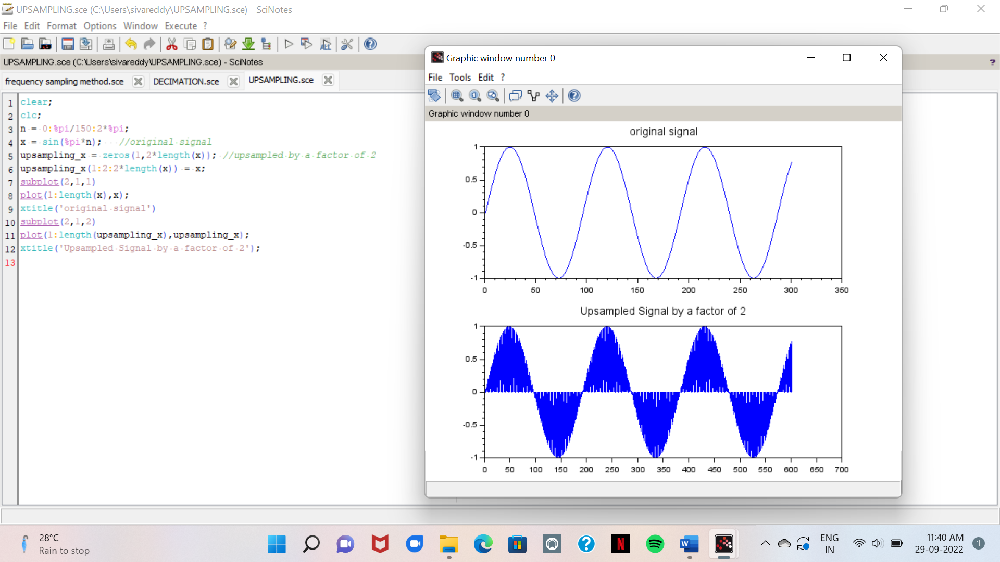 UPSAMPLING.sce (C:\Users\sivareddy\UPSAMPLING.sce) - SciNotes
File Edit Format Options Window Execute ?
UPSAMPLING.sce (C:\Users\sivareddy\UPSAMPLING.sce) - SciNotes
?
frequency sampling method.sce DECIMATION.sce UPSAMPLING.sce
1 clear;
2 clc;
3 n = 0:%pi/150:2*%pi;
4 x = sin(%pi*n); //original signal
5 upsampling_x = zeros(1,2*length(x)); //upsampled by a factor of 2
6 upsampling_x(1:2:2*length(x)) = x;
7 subplot(2,1,1)
8 plot(1:length(x),x);
9 xtitle('original signal')
10 subplot(2,1,2)
11 plot(1:length(upsampling_x),upsampling_x);
12 xtitle('Upsampled Signal by a factor of 2');
13
Graphic window number 0
File Tools Edit ?
Graphic window number 0
original signal
1
0.5
0
-0.5
-1
0 50 100 150 200 250 300 350
Upsampled Signal by a factor of 2
1
0.5
0
-0.5
-1
0 50 100 150 200 250 300 350 400 450 500 550 600 650 700
28°C
Rain to stop
ENG
IN
11:40 AM
29-09-2022
1